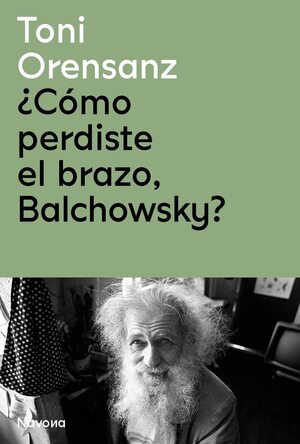 Toni
Orensanz
¿Cómo
perdiste
el brazo,
Balchowsky?
Navona